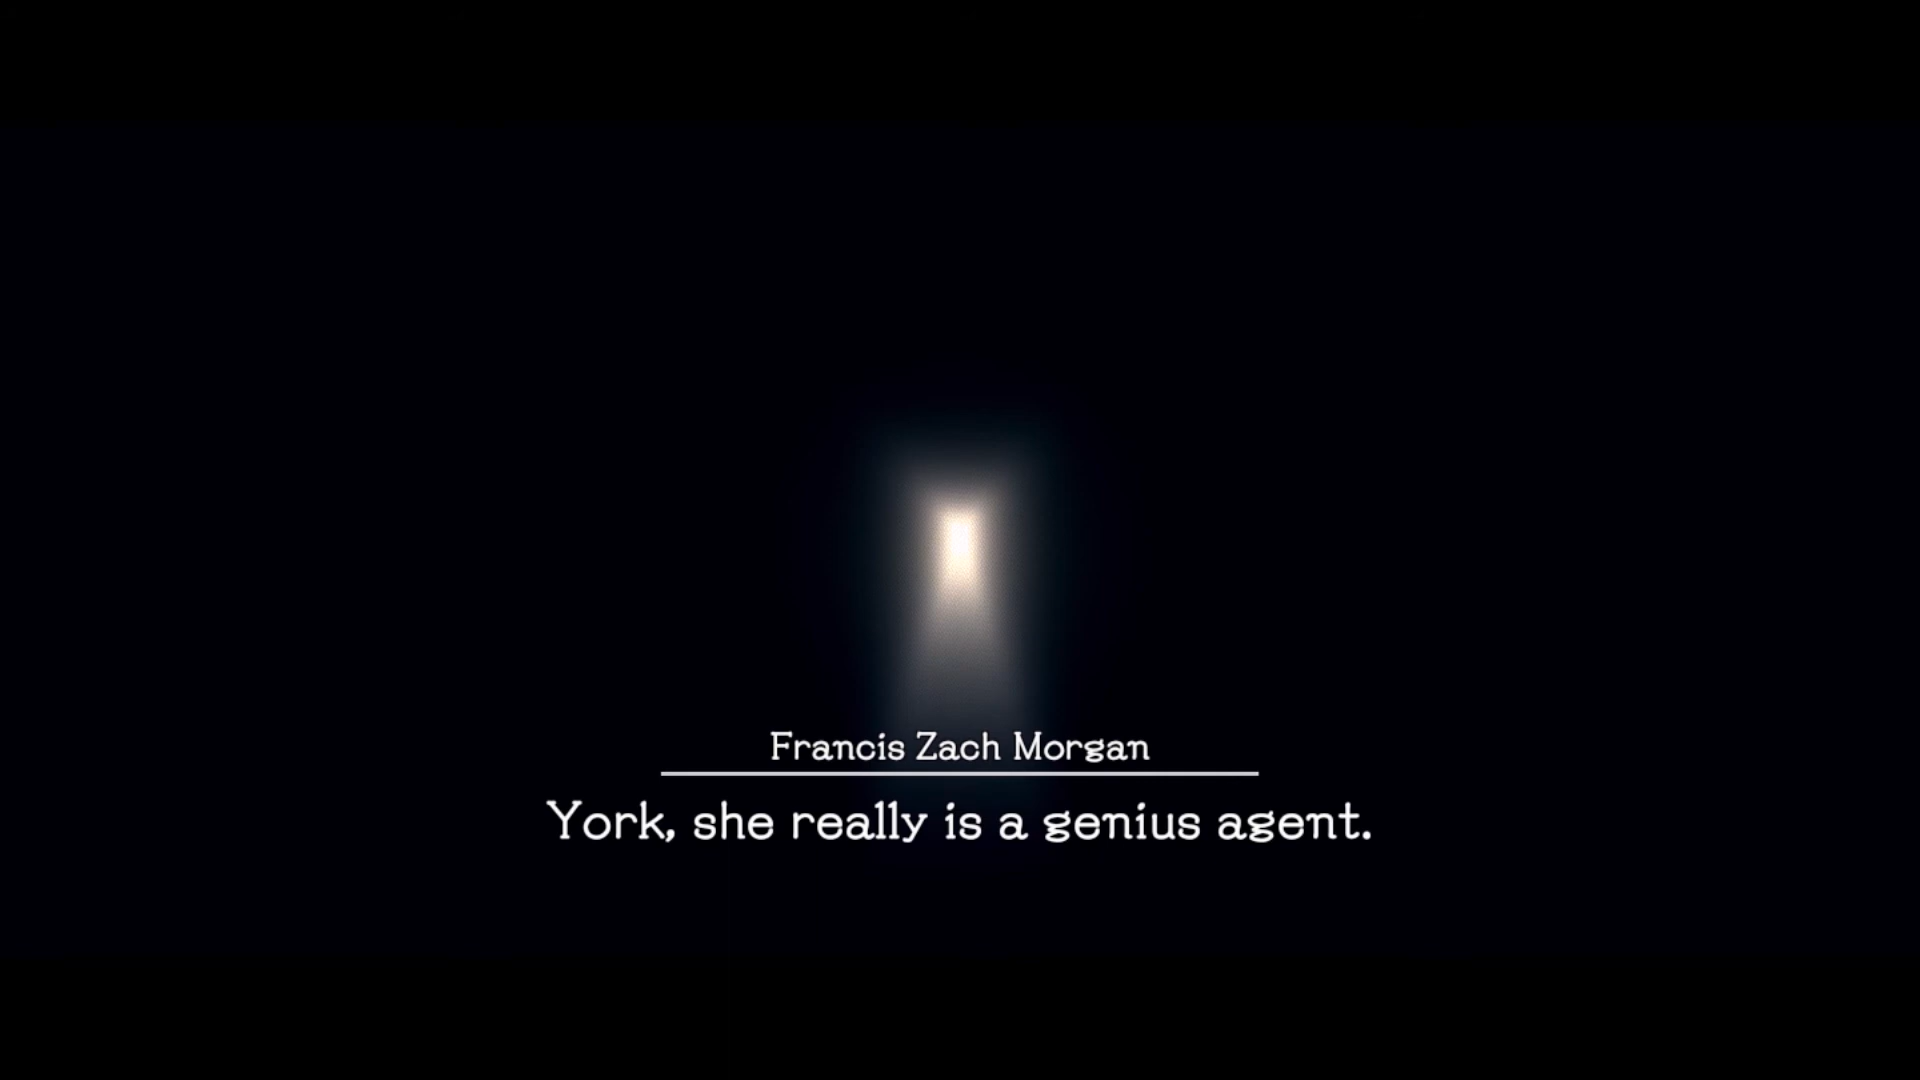 Francis Zach Morgan
York, she really is a genius agent.